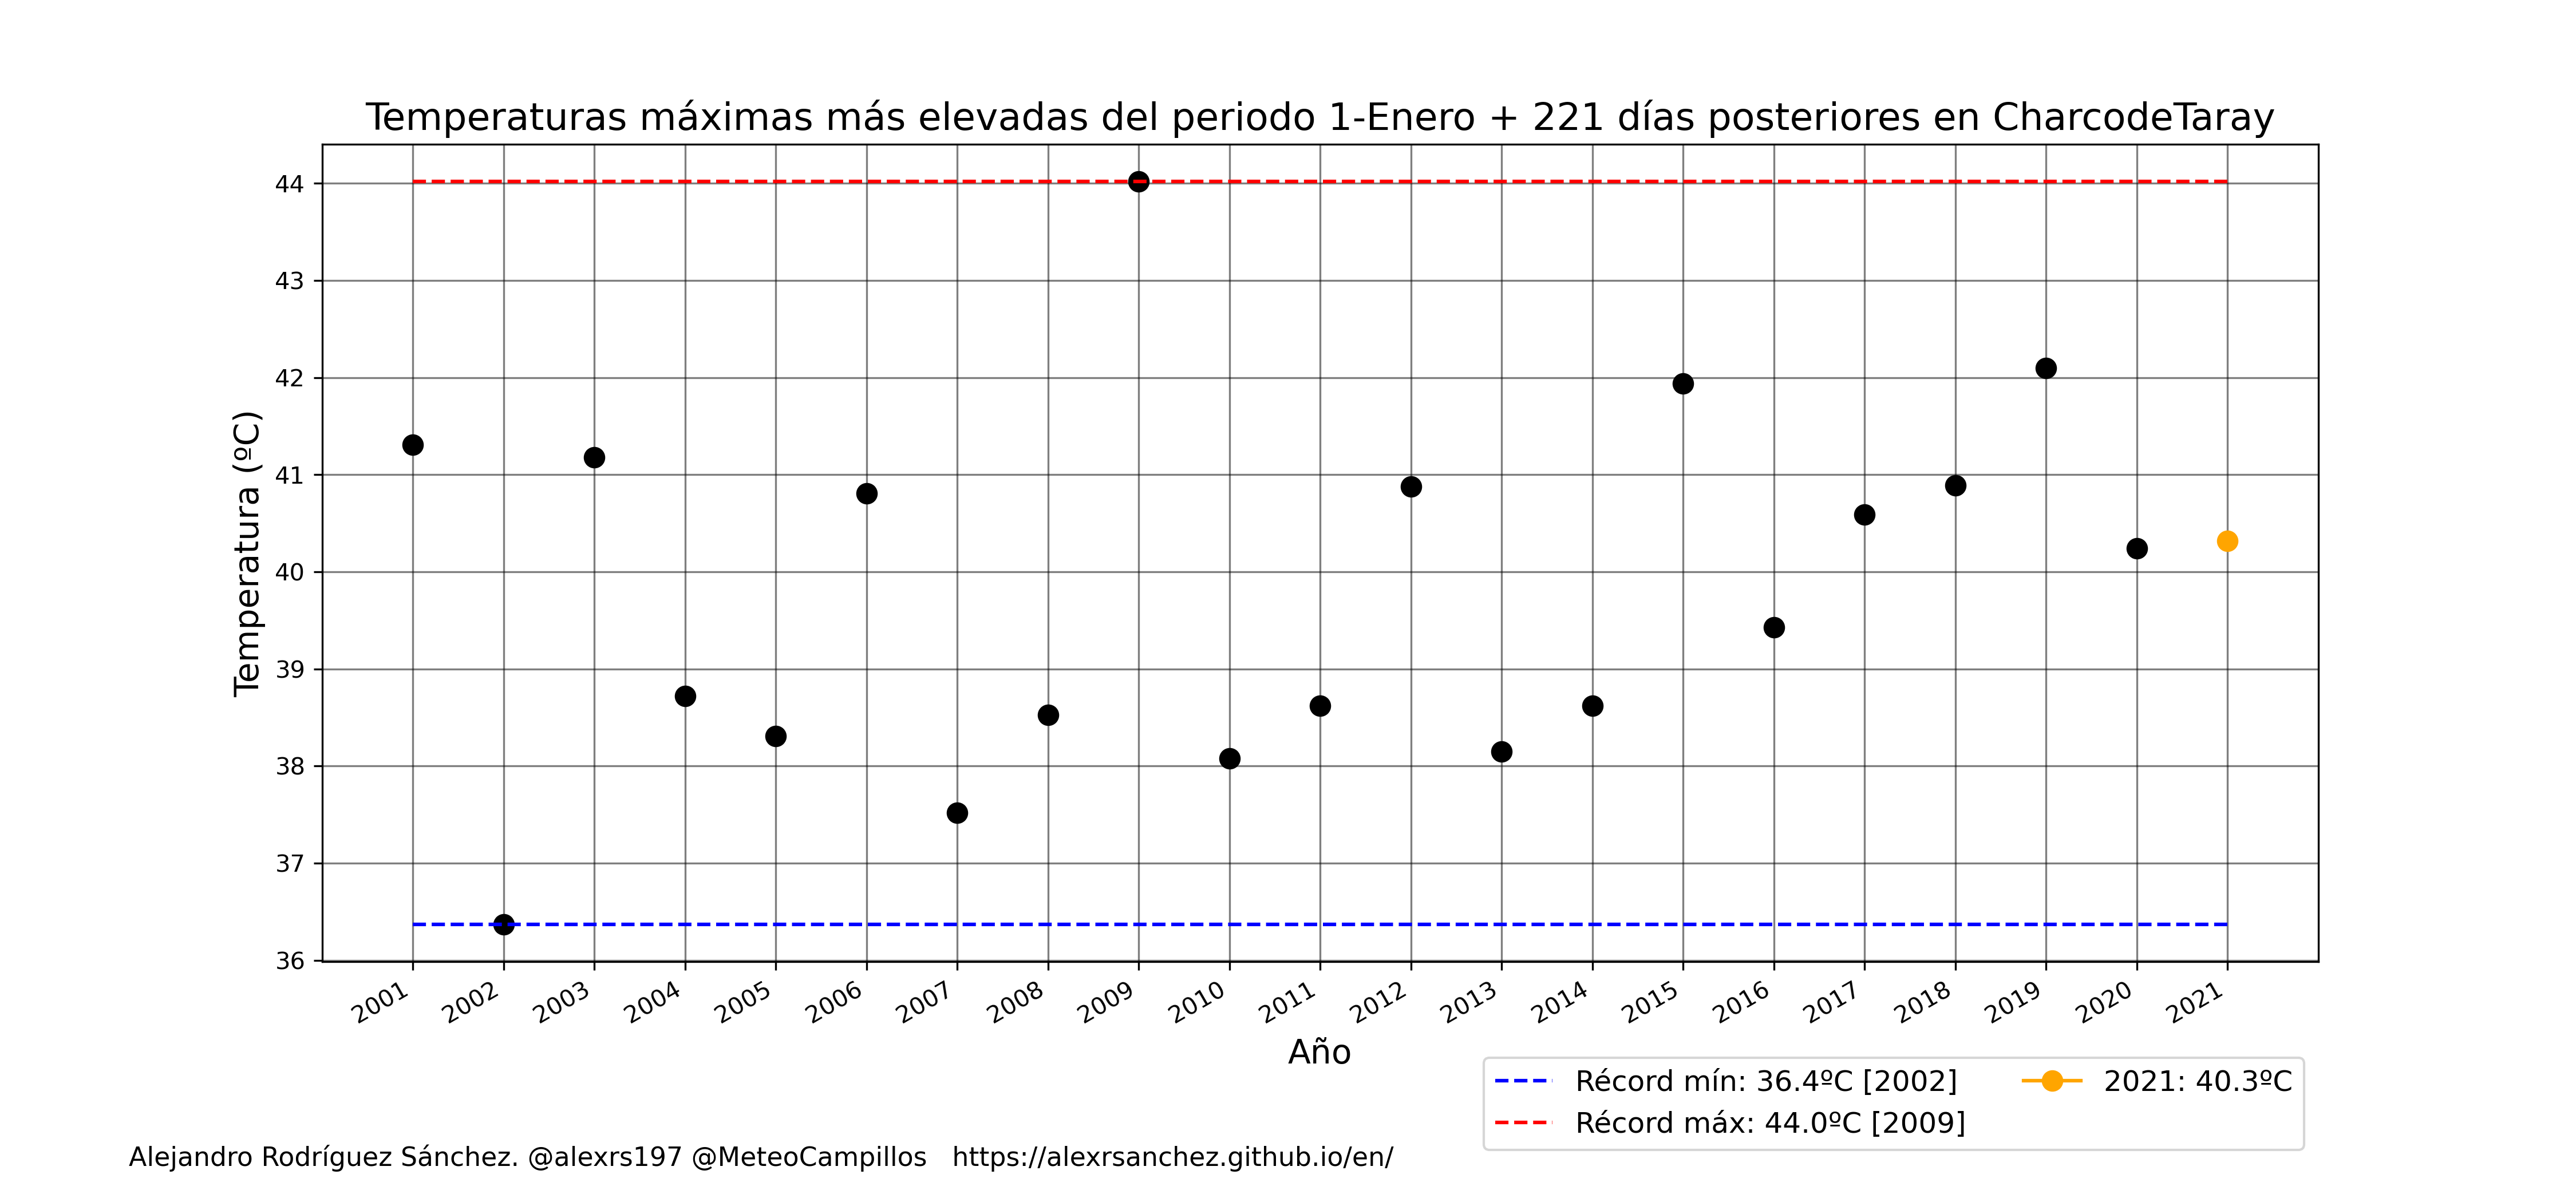 Temperaturas máximas más elevadas del periodo 1-Enero + 221 días posteriores en CharcodeTaray
Temperatura (ºC)
44
43
42
41
40
39
38
37
36
2001 2002 2003 2004 2005 2006 2007 2008 2009 2010 2011 2012 2013 2014 2015 2016 2017 2018 2019 2020 2021
Año
Récord mín: 36.4ºC [2002]
Récord máx: 44.0ºC [2009]
2021: 40.3ºC
Alejandro Rodríguez Sánchez. @alexrs197 @MeteoCampillos https://alexrsanchez.github.io/en/